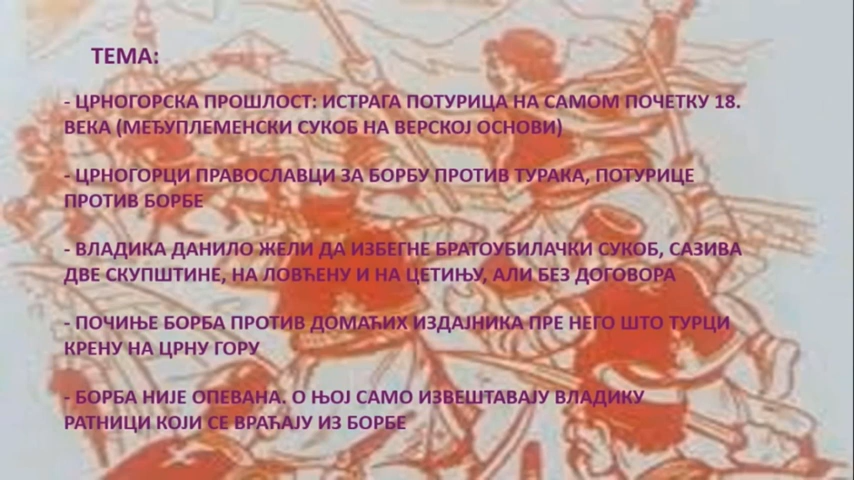 ТЕМА:
- ЦРНОГОРСКА ПРОШЛОСТ: ИСТРАГА ПОТУРИЦА НА САМОМ ПОЧЕТКУ 18.
ВЕКА (МЕЂУПЛЕМЕНСКИ СУКОБ НА ВЕРСКОЈ ОСНОВИ)
- ЦРНОГОРЦИ ПРАВОСЛАВЦИ ЗА БОРБУ ПРОТИВ ТУРАКА, ПОТУРИЦЕ
ПРОТИВ БОРБЕ
- ВЛАДИКА ДАНИЛО ЖЕЛИ ДА ИЗБЕГНЕ БРАТОУБИЛАЧКИ СУКОБ, САЗИВА
ДВЕ СКУПШТИНЕ, НА ЛОВЋЕНУ И НА ЦЕТИЊУ, АЛИ БЕЗ ДОГОВОРА
- ПОЧИЊЕ БОРБА ПРОТИВ ДОМАЋИХ ИЗДАЈНИКА ПРЕ НЕГО ШТО ТУРЦИ
КРЕНУ НА ЦРНУ ГОРУ
- БОРБА НИЈЕ ОПЕВАНА. О ЊОЈ САМО ИЗВЕШТАВАЈУ ВЛАДИКУ
РАТНИЦИ КОЈИ СЕ ВРАЋАЈУ ИЗ БОРБЕ